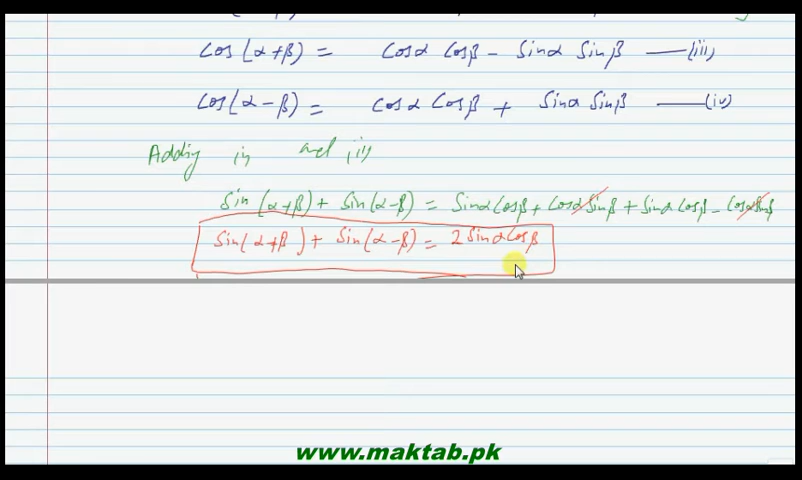 Cos(α+β) = Cosα Cosβ - Sinα Sinβ —(iii)
Cos(α-β) = Cosα Cosβ + Sinα Sinβ —(iv)
Adding (i) and (ii)
Sin(α+β) + Sin(α-β) = Sinα Cosβ + Cosα Sinβ + Sinα Cosβ - Cosα Sinβ
Sin(α+β) + Sin(α-β) = 2 Sinα Cosβ
www.maktab.pk